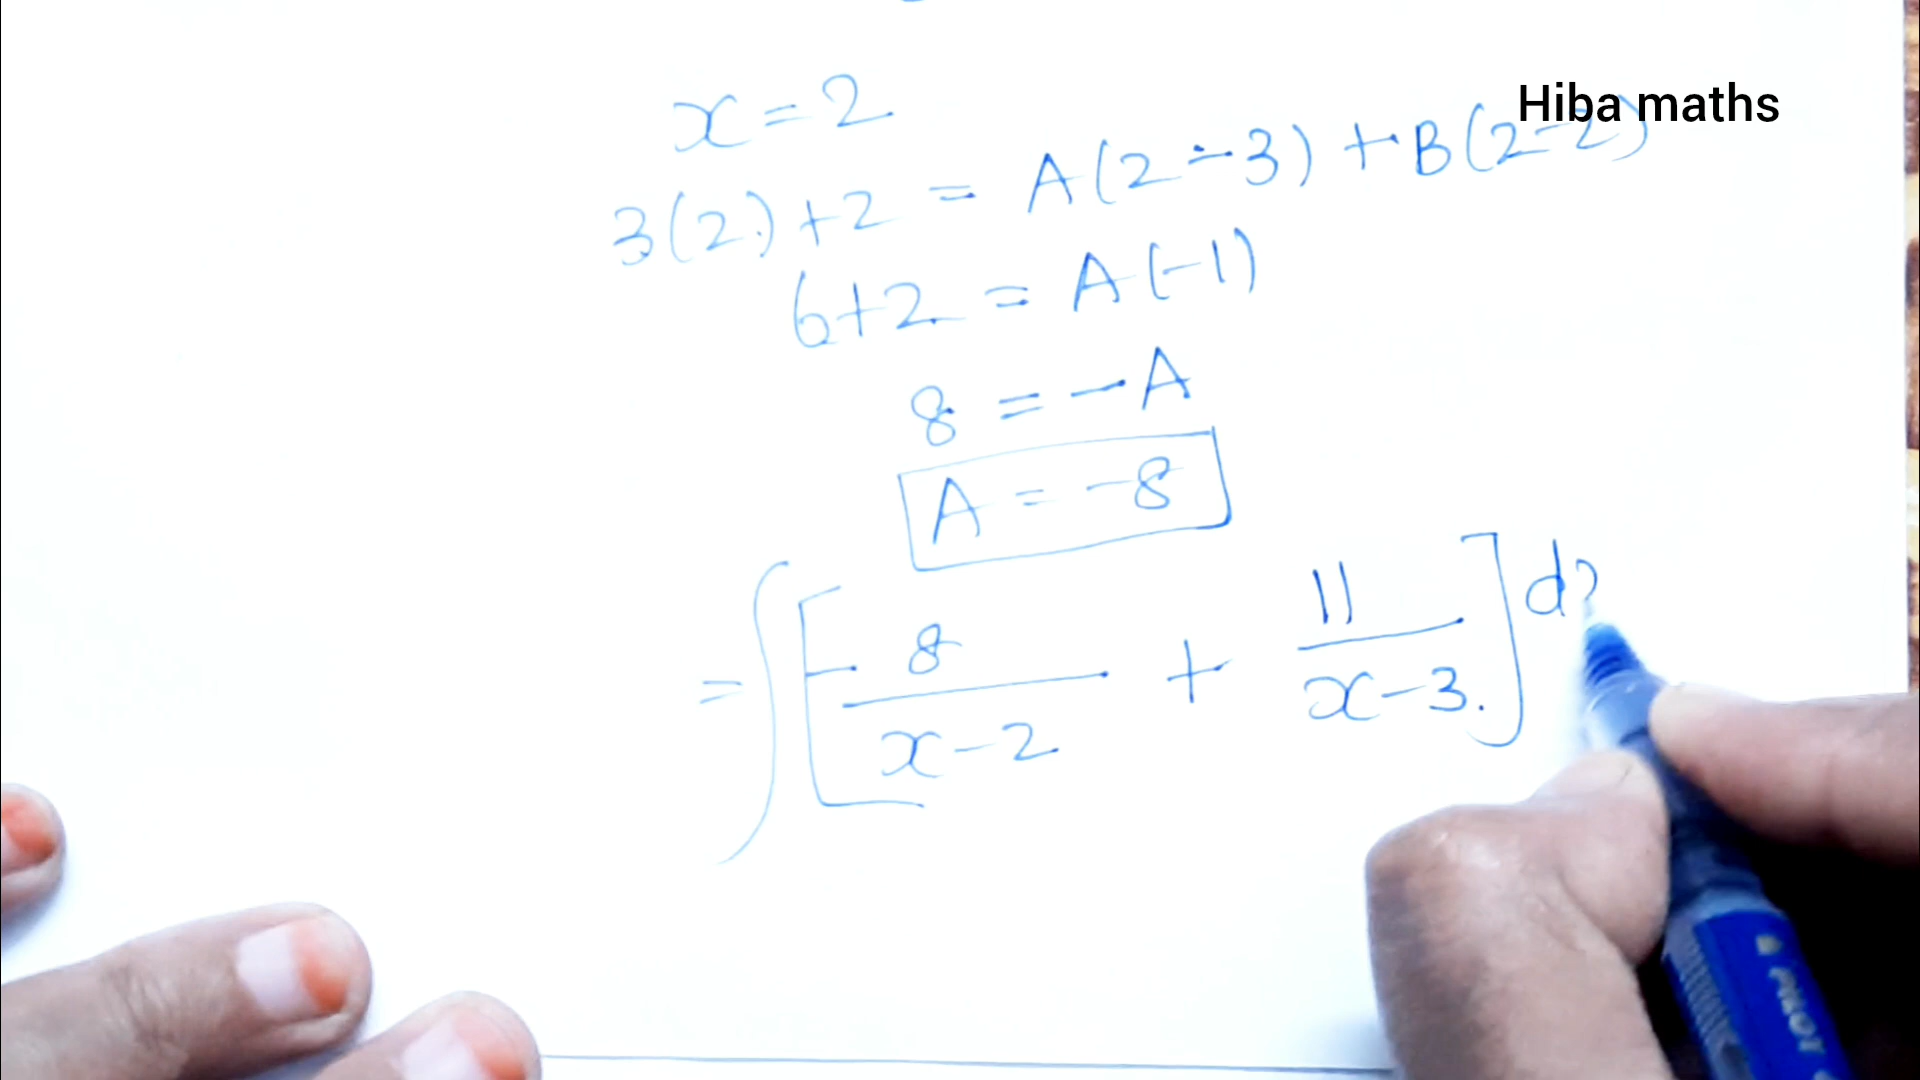 Hiba maths
x = 2
3(2) + 2 = A(2 - 3) + B(2 - 2)
6 + 2 = A(-1)
8 = -A
A = -8
= ∫ [ -8/(x - 2) + 11/(x - 3) ] dx
PILOT